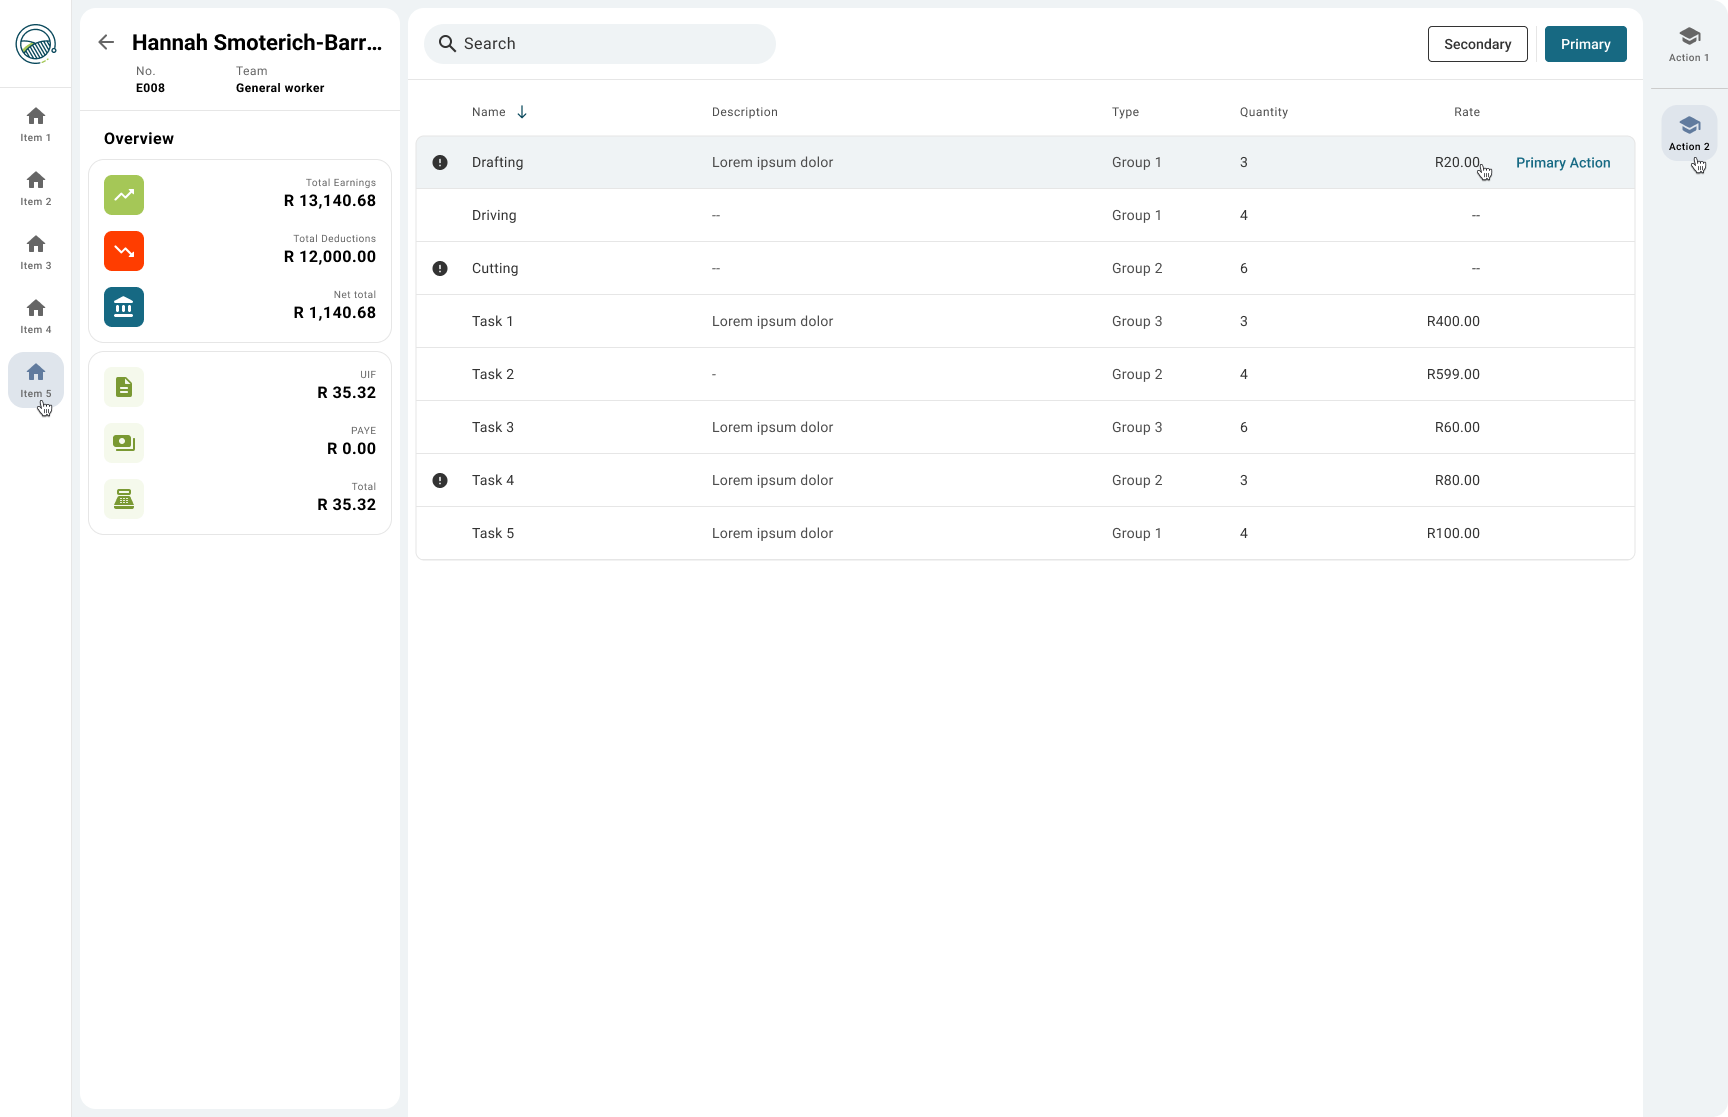 Item 1
Item 2
Item 3
Item 4
Item 5
Hannah Smoterich-Barr...
No. Team
E008 General worker
Overview
Total Earnings
R 13,140.68
Total Deductions
R 12,000.00
Net total
R 1,140.68
UIF
R 35.32
PAYE
R 0.00
Total
R 35.32
Search
Secondary Primary
Name Description Type Quantity Rate
Drafting Lorem ipsum dolor Group 1 3 R20.00 Primary Action
Driving -- Group 1 4 --
Cutting -- Group 2 6 --
Task 1 Lorem ipsum dolor Group 3 3 R400.00
Task 2 - Group 2 4 R599.00
Task 3 Lorem ipsum dolor Group 3 6 R60.00
Task 4 Lorem ipsum dolor Group 2 3 R80.00
Task 5 Lorem ipsum dolor Group 1 4 R100.00
Action 1
Action 2